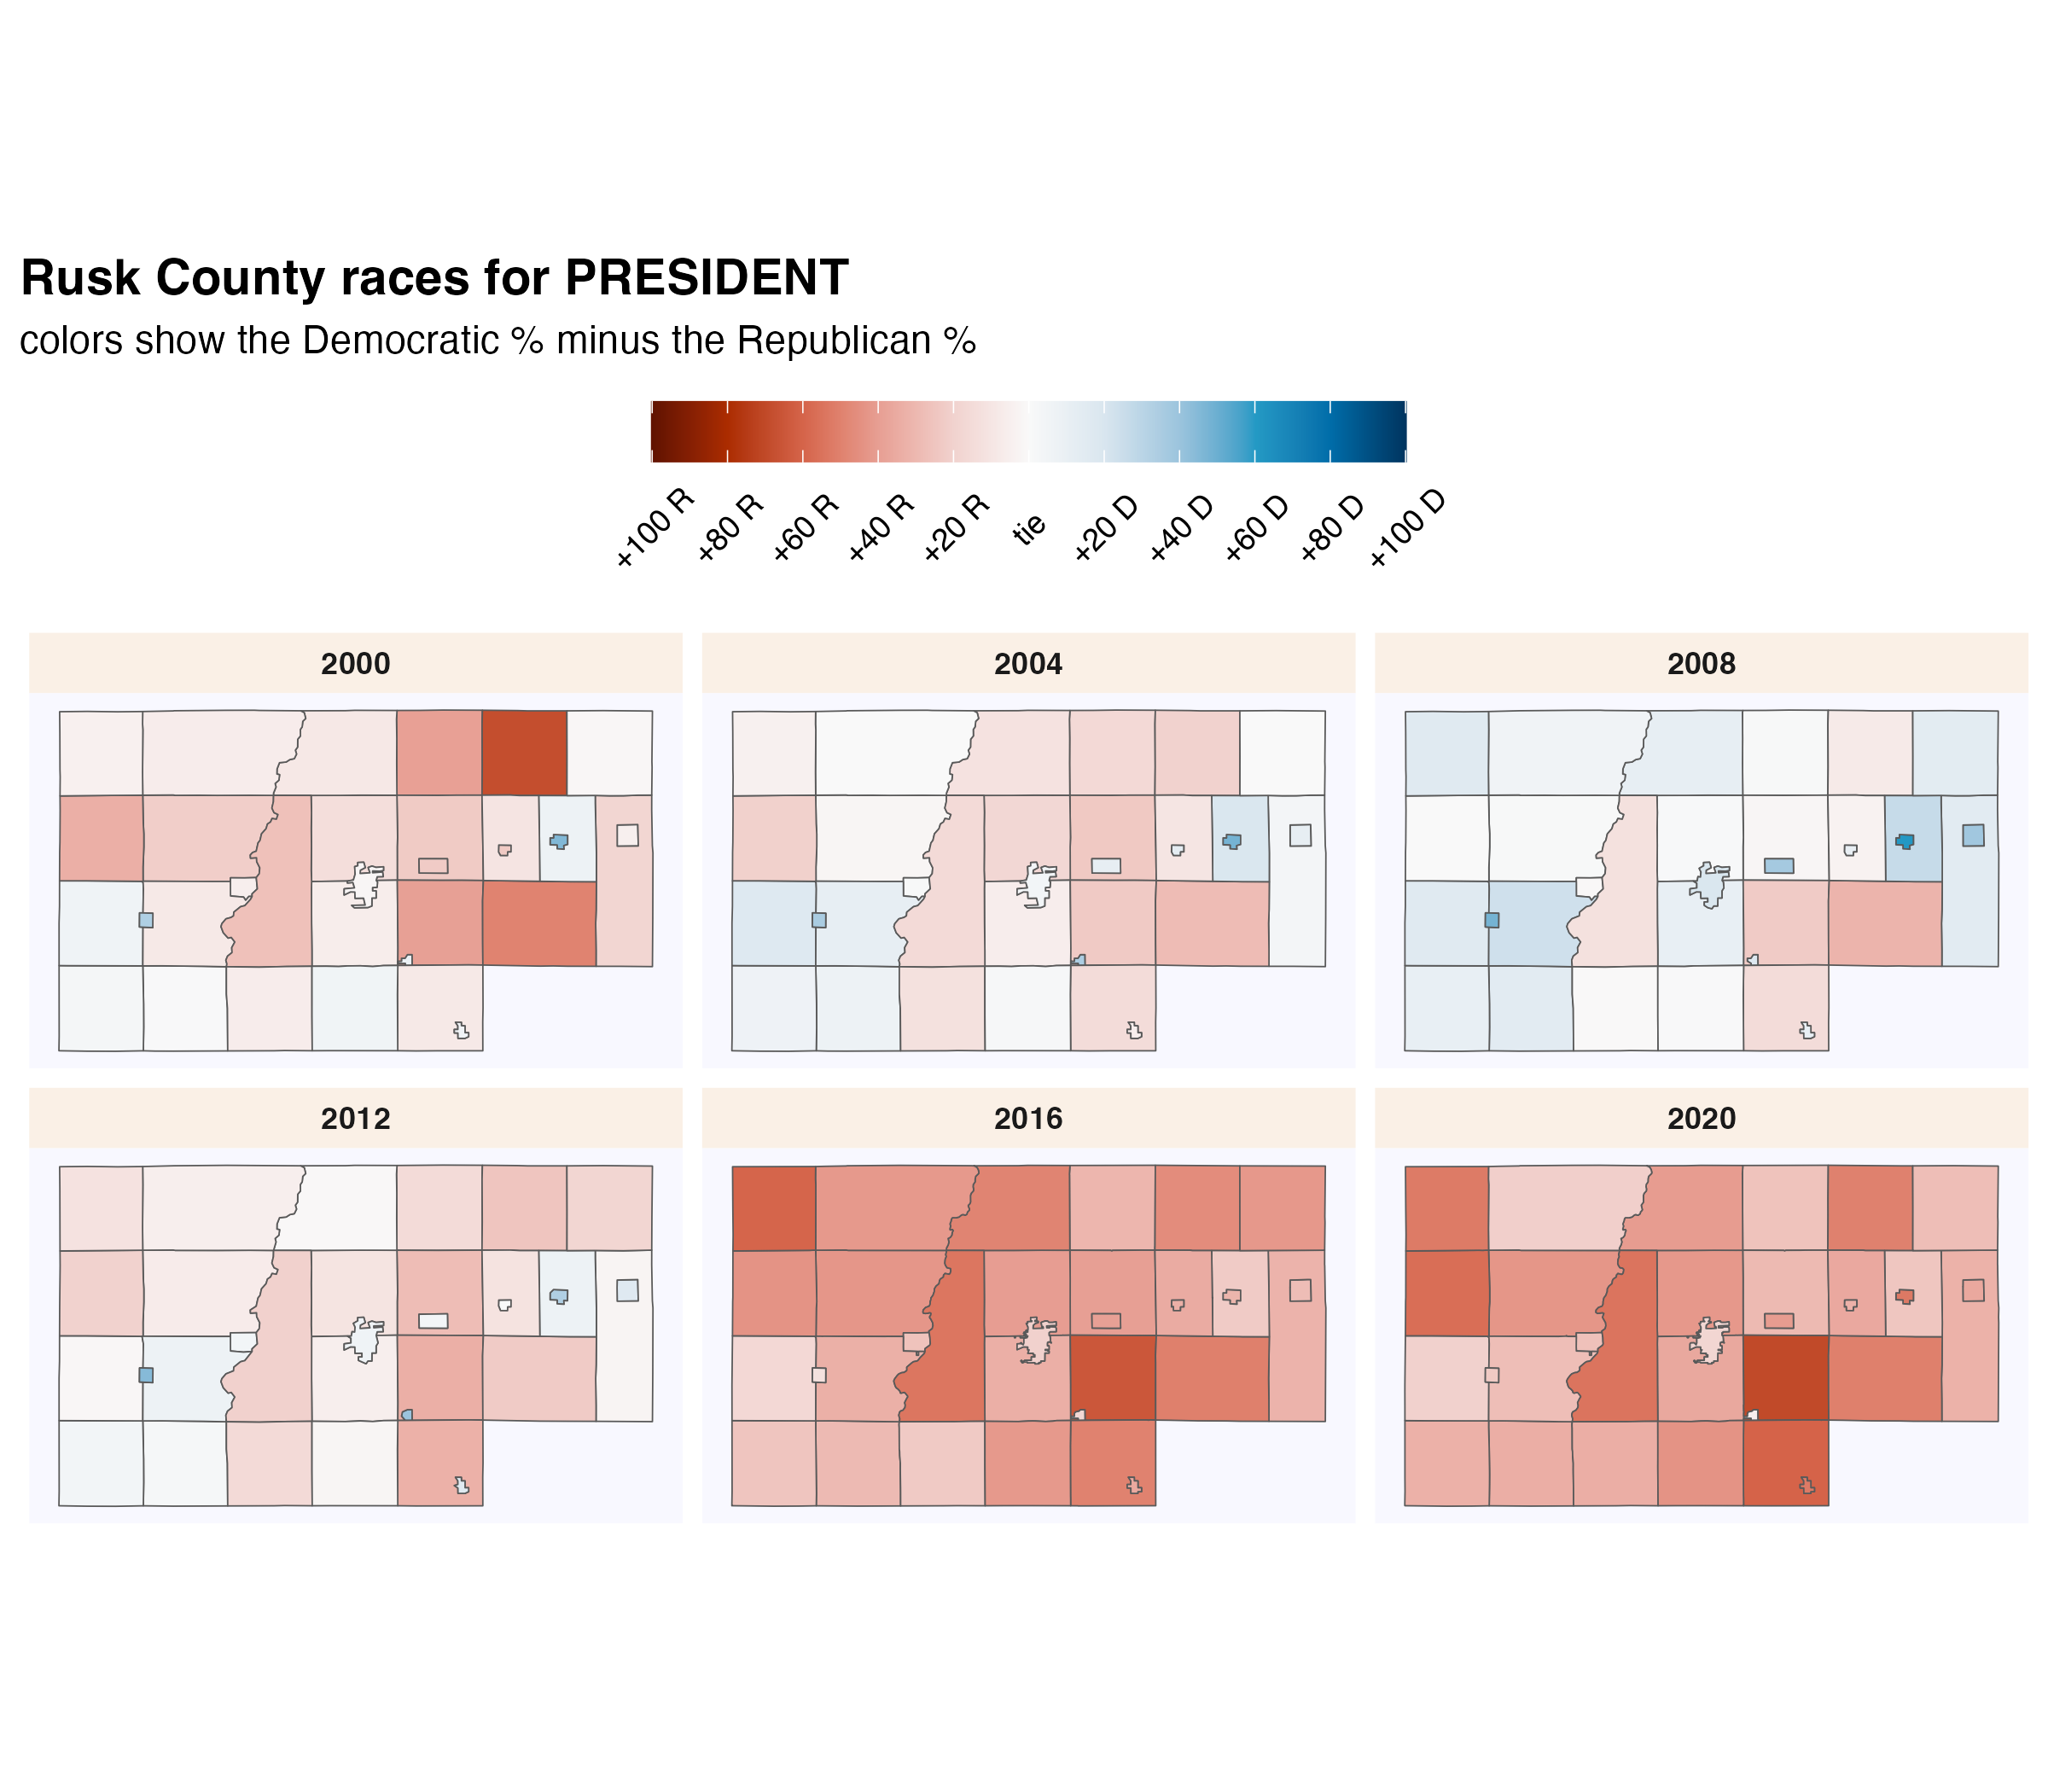 Rusk County races for PRESIDENT
colors show the Democratic % minus the Republican %
+100 R
+80 R
+60 R
+40 R
+20 R
tie
+20 D
+40 D
+60 D
+80 D
+100 D
2000
2004
2008
2012
2016
2020